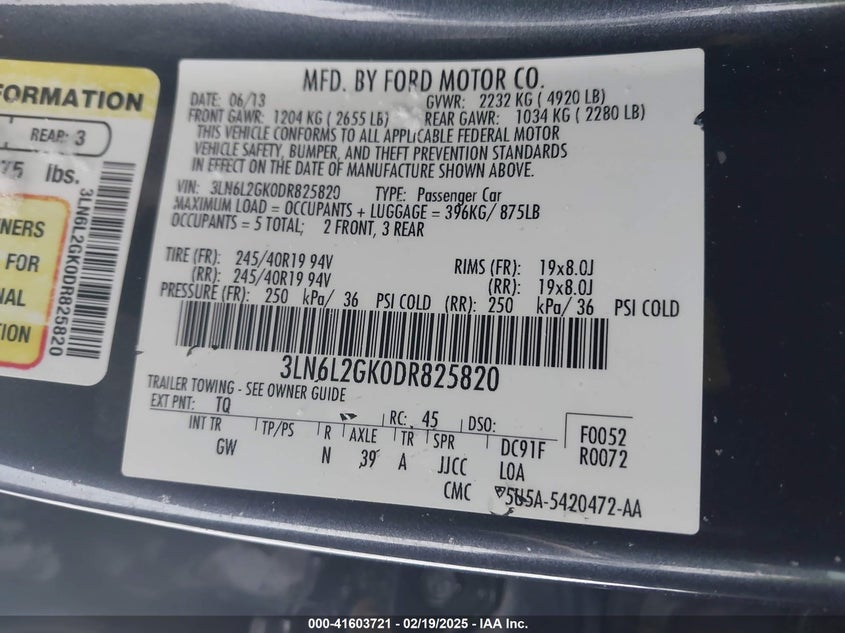 FORMATION
REAR: 3
lbs.
3LN6L2GK0DR825820
NERS
FOR
NAL
TION
MFD. BY FORD MOTOR CO.
DATE: 06/13 GVWR: 2232 KG ( 4920 LB)
FRONT GAWR: 1204 KG ( 2655 LB) REAR GAWR: 1034 KG ( 2280 LB)
THIS VEHICLE CONFORMS TO ALL APPLICABLE FEDERAL MOTOR
VEHICLE SAFETY, BUMPER, AND THEFT PREVENTION STANDARDS
IN EFFECT ON THE DATE OF MANUFACTURE SHOWN ABOVE.
VIN: 3LN6L2GK0DR825820 TYPE: Passenger Car
MAXIMUM LOAD = OCCUPANTS + LUGGAGE = 396KG/ 875LB
OCCUPANTS = 5 TOTAL; 2 FRONT, 3 REAR
TIRE (FR): 245/40R19 94V RIMS (FR): 19x8.0J
(RR): 245/40R19 94V (RR): 19x8.0J
PRESSURE (FR): 250 kPa/ 36 PSI COLD (RR): 250 kPa/ 36 PSI COLD
3LN6L2GK0DR825820
TRAILER TOWING - SEE OWNER GUIDE
EXT PNT: TQ RC: 45 DSO: F0052
INT TR TP/PS R AXLE TR SPR DC91F R0072
GW N 39 A JJCC LOA
CMC 5U5A-5420472-AA
000-41603721 / 02/19/2025 - IAA Inc.